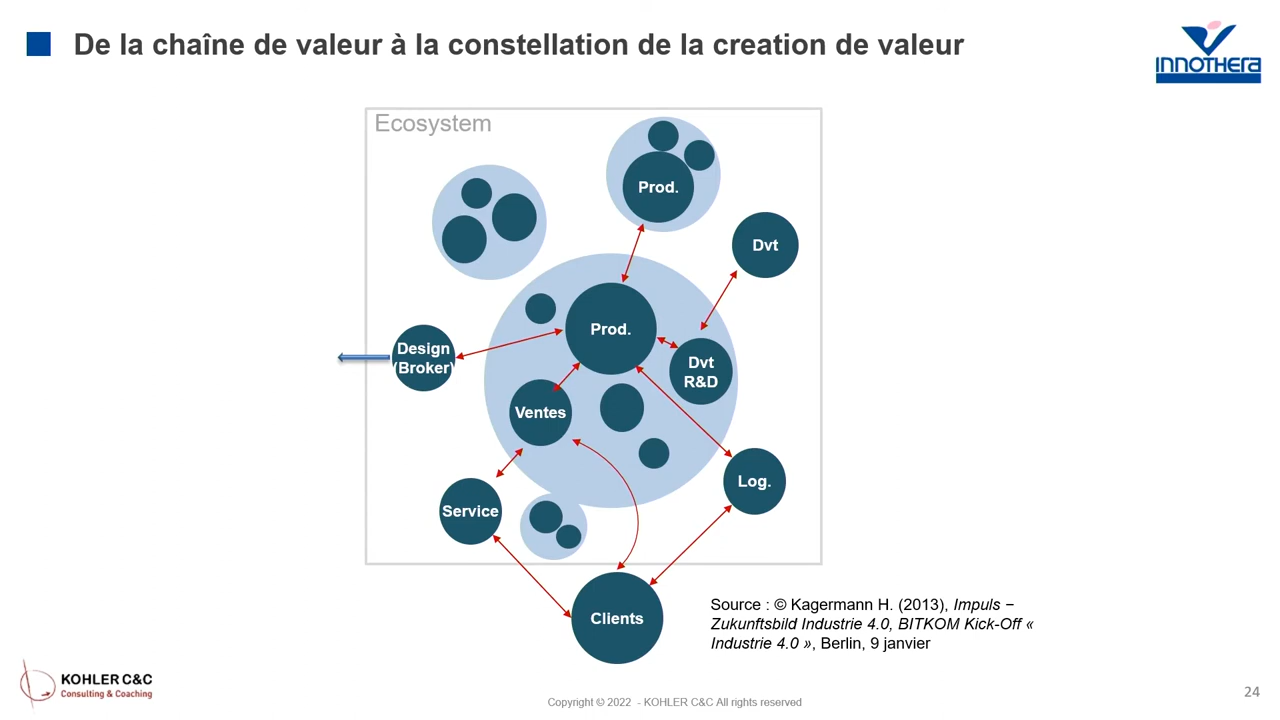 De la chaîne de valeur à la constellation de la creation de valeur
INNOTHERA
Ecosystem
Prod.
Dvt
Prod.
Design
(Broker)
Dvt
R&D
Ventes
Log.
Service
Clients
Source : © Kagermann H. (2013), Impuls –
Zukunftsbild Industrie 4.0, BITKOM Kick-Off «
Industrie 4.0 », Berlin, 9 janvier
KOHLER C&C
Consulting & Coaching
Copyright © 2022 - KOHLER C&C All rights reserved
24